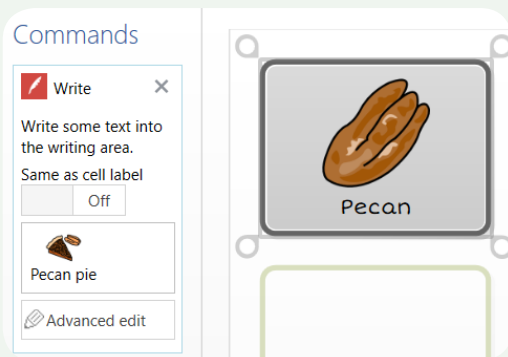 Commands
Write
Write some text into
the writing area.
Same as cell label
Off
Pecan pie
Advanced edit
Pecan